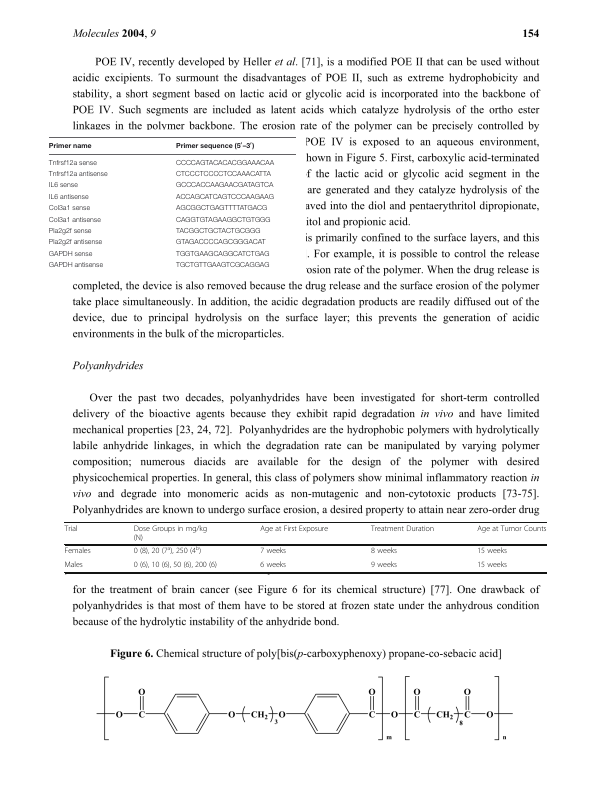 Molecules 2004, 9 154
POE IV, recently developed by Heller et al. [71], is a modified POE II that can be used without
acidic excipients. To surmount the disadvantages of POE II, such as extreme hydrophobicity and
stability, a short segment based on lactic acid or glycolic acid is incorporated into the backbone of
POE IV. Such segments are included as latent acids which catalyze hydrolysis of the ortho ester
linkages in the polymer backbone. The erosion rate of the polymer can be precisely controlled by
POE IV is exposed to an aqueous environment,
hown in Figure 5. First, carboxylic acid-terminated
f the lactic acid or glycolic acid segment in the
are generated and they catalyze hydrolysis of the
aved into the diol and pentaerythritol dipropionate,
itol and propionic acid.
is primarily confined to the surface layers, and this
. For example, it is possible to control the release
osion rate of the polymer. When the drug release is
Primer name Primer sequence (5′–3′)
Tnfrsf12a sense CCCCAGTACACACGGAAACAA
Tnfrsf12a antisense CTCCCTCCCCTCCAAACATTA
IL6 sense GCCCACCAAGAACGATAGTCA
IL6 antisense ACCAGCATCAGTCCCAAGAAG
Col3a1 sense AGCGGCTGAGTTTTATGACG
Col3a1 antisense CAGGTGTAGAAGGCTGTGGG
Pla2g2f sense TACGGCTGCTACTGCGGG
Pla2g2f antisense GTAGACCCCAGCGGGACAT
GAPDH sense TGGTGAAGCAGGCATCTGAG
GAPDH antisense TGCTGTTGAAGTCGCAGGAG
completed, the device is also removed because the drug release and the surface erosion of the polymer
take place simultaneously. In addition, the acidic degradation products are readily diffused out of the
device, due to principal hydrolysis on the surface layer; this prevents the generation of acidic
environments in the bulk of the microparticles.
Polyanhydrides
Over the past two decades, polyanhydrides have been investigated for short-term controlled
delivery of the bioactive agents because they exhibit rapid degradation in vivo and have limited
mechanical properties [23, 24, 72]. Polyanhydrides are the hydrophobic polymers with hydrolytically
labile anhydride linkages, in which the degradation rate can be manipulated by varying polymer
composition; numerous diacids are available for the design of the polymer with desired
physicochemical properties. In general, this class of polymers show minimal inflammatory reaction in
vivo and degrade into monomeric acids as non-mutagenic and non-cytotoxic products [73-75].
Polyanhydrides are known to undergo surface erosion, a desired property to attain near zero-order drug
Trial Dose Groups in mg/kg (N) Age at First Exposure Treatment Duration Age at Tumor Counts
Females 0 (8), 20 (7ᵃ), 250 (4ᵇ) 7 weeks 8 weeks 15 weeks
Males 0 (6), 10 (6), 50 (6), 200 (6) 6 weeks 9 weeks 15 weeks
for the treatment of brain cancer (see Figure 6 for its chemical structure) [77]. One drawback of
polyanhydrides is that most of them have to be stored at frozen state under the anhydrous condition
because of the hydrolytic instability of the anhydride bond.
Figure 6. Chemical structure of poly[bis(p-carboxyphenoxy) propane-co-sebacic acid]
O O O O
O C O (CH2)3 O C O C (CH2)8 C O
m n